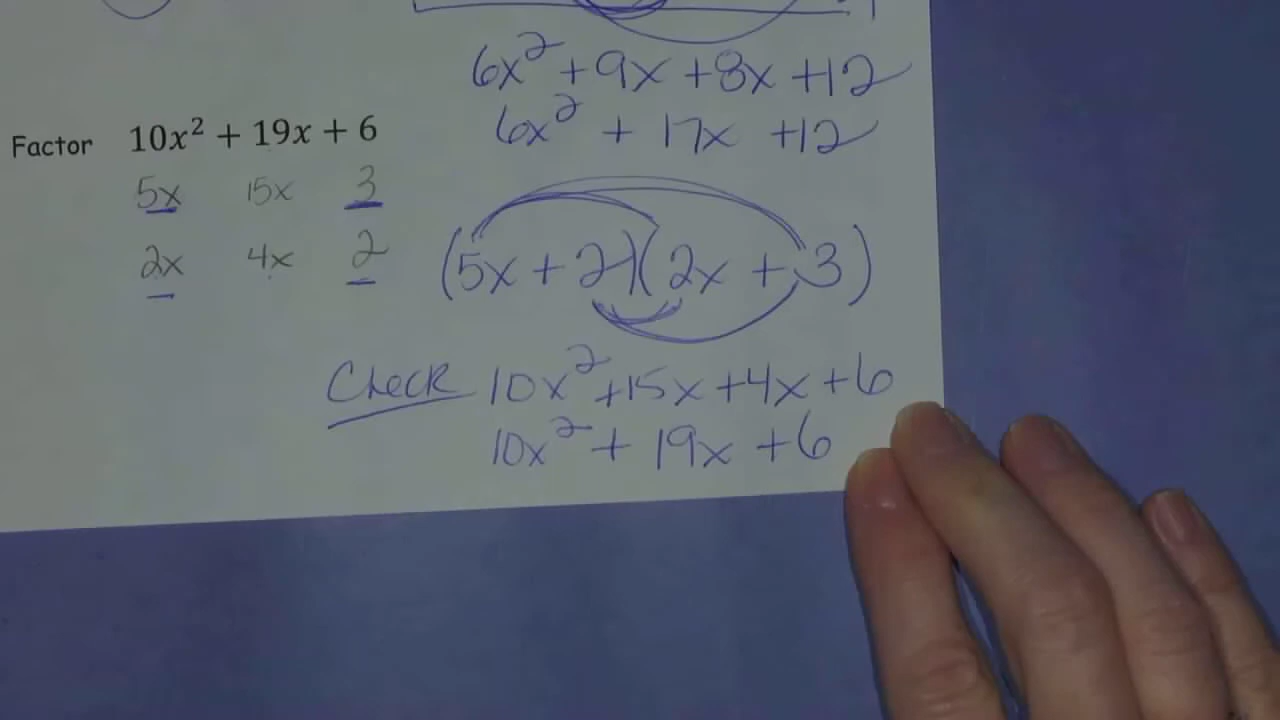 6x² + 9x + 8x + 12
6x² + 17x + 12
Factor 10x² + 19x + 6
5x 15x 3
2x 4x 2
(5x + 2)(2x + 3)
Check 10x² + 15x + 4x + 6
10x² + 19x + 6